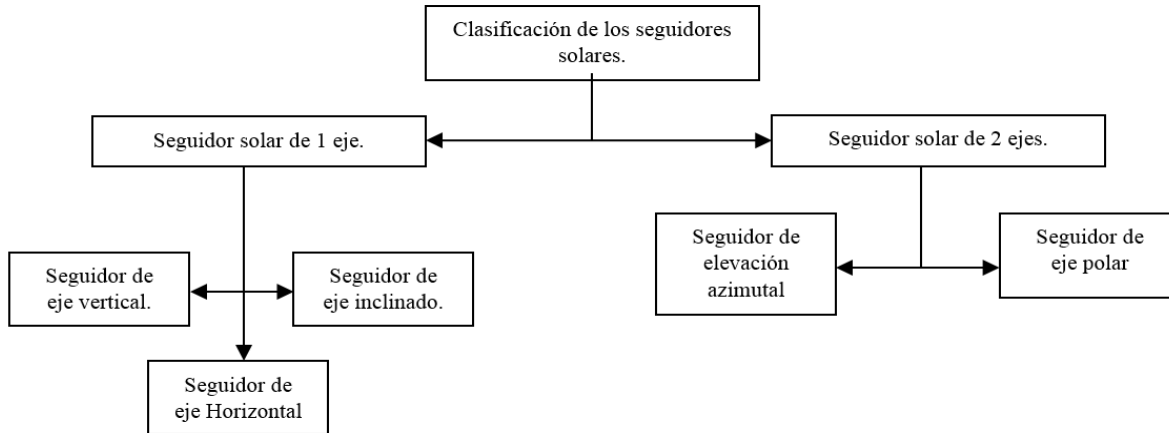 Clasificación de los seguidores
solares.
Seguidor solar de 1 eje.
Seguidor solar de 2 ejes.
Seguidor de
eje vertical.
Seguidor de
eje inclinado.
Seguidor de
eje Horizontal
Seguidor de
elevación
azimutal
Seguidor de
eje polar